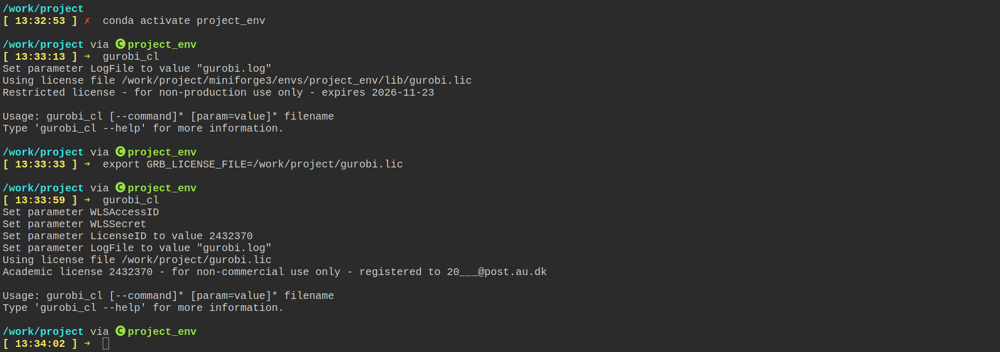 /work/project
[ 13:32:53 ] ✗  conda activate project_env
/work/project via 🅒 project_env
[ 13:33:13 ] ➜  gurobi_cl
Set parameter LogFile to value "gurobi.log"
Using license file /work/project/miniforge3/envs/project_env/lib/gurobi.lic
Restricted license - for non-production use only - expires 2026-11-23
Usage: gurobi_cl [--command]* [param=value]* filename
Type 'gurobi_cl --help' for more information.
/work/project via 🅒 project_env
[ 13:33:33 ] ➜  export GRB_LICENSE_FILE=/work/project/gurobi.lic
/work/project via 🅒 project_env
[ 13:33:59 ] ➜  gurobi_cl
Set parameter WLSAccessID
Set parameter WLSSecret
Set parameter LicenseID to value 2432370
Set parameter LogFile to value "gurobi.log"
Using license file /work/project/gurobi.lic
Academic license 2432370 - for non-commercial use only - registered to 20___@post.au.dk
Usage: gurobi_cl [--command]* [param=value]* filename
Type 'gurobi_cl --help' for more information.
/work/project via 🅒 project_env
[ 13:34:02 ] ➜